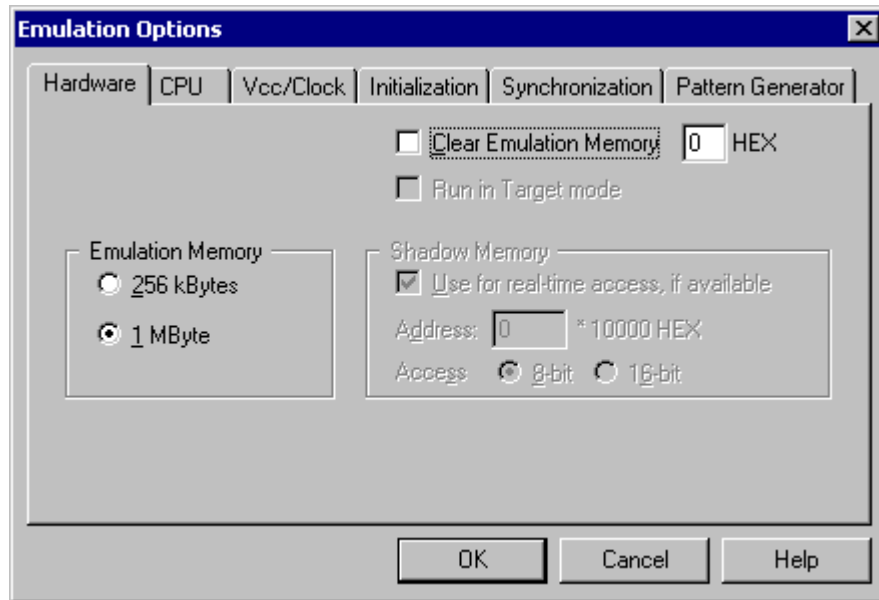 Emulation Options
Hardware CPU Vcc/Clock Initialization Synchronization Pattern Generator
Clear Emulation Memory 0 HEX
Run in Target mode
Emulation Memory
256 kBytes
1 MByte
Shadow Memory
Use for real-time access, if available
Address: 0 * 10000 HEX
Access 8-bit 16-bit
OK Cancel Help